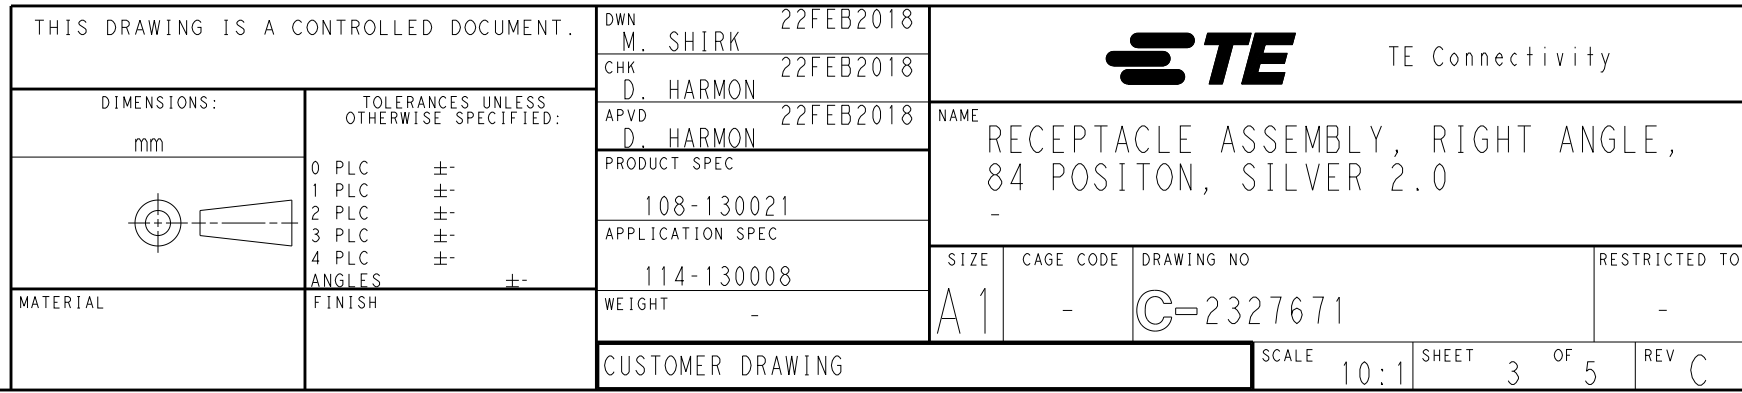 THIS DRAWING IS A CONTROLLED DOCUMENT.
DIMENSIONS:
mm
TOLERANCES UNLESS
OTHERWISE SPECIFIED:
0 PLC ±-
1 PLC ±-
2 PLC ±-
3 PLC ±-
4 PLC ±-
ANGLES ±-
MATERIAL
FINISH
DWN 22FEB2018
M. SHIRK
CHK 22FEB2018
D. HARMON
APVD 22FEB2018
D. HARMON
PRODUCT SPEC
108-130021
APPLICATION SPEC
114-130008
WEIGHT -
CUSTOMER DRAWING
TE TE Connectivity
NAME
RECEPTACLE ASSEMBLY, RIGHT ANGLE,
84 POSITON, SILVER 2.0
-
SIZE
A1
CAGE CODE
-
DRAWING NO
C-2327671
RESTRICTED TO
-
SCALE 10:1
SHEET 3 OF 5
REV C